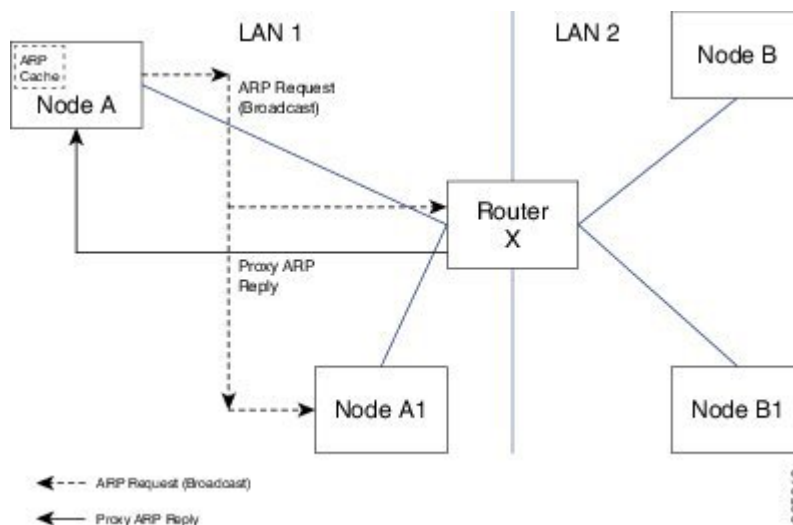 LAN 1
LAN 2
ARP
Cache
Node A
Node B
ARP Request
(Broadcast)
Router
X
Proxy ARP
Reply
Node A1
Node B1
ARP Request (Broadcast)
Proxy ARP Reply